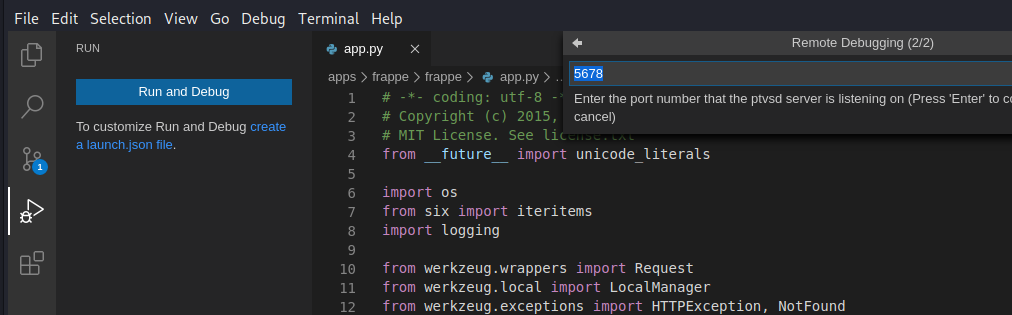 File Edit Selection View Go Debug Terminal Help
RUN
Run and Debug
To customize Run and Debug create
a launch.json file.
1
app.py
apps frappe frappe app.py ...
1 # -*- coding: utf-8 -*
2 # Copyright (c) 2015,
3 # MIT License. See license.txt
4 from __future__ import unicode_literals
5
6 import os
7 from six import iteritems
8 import logging
9
10 from werkzeug.wrappers import Request
11 from werkzeug.local import LocalManager
12 from werkzeug.exceptions import HTTPException, NotFound
Remote Debugging (2/2)
5678
Enter the port number that the ptvsd server is listening on (Press 'Enter' to co
cancel)